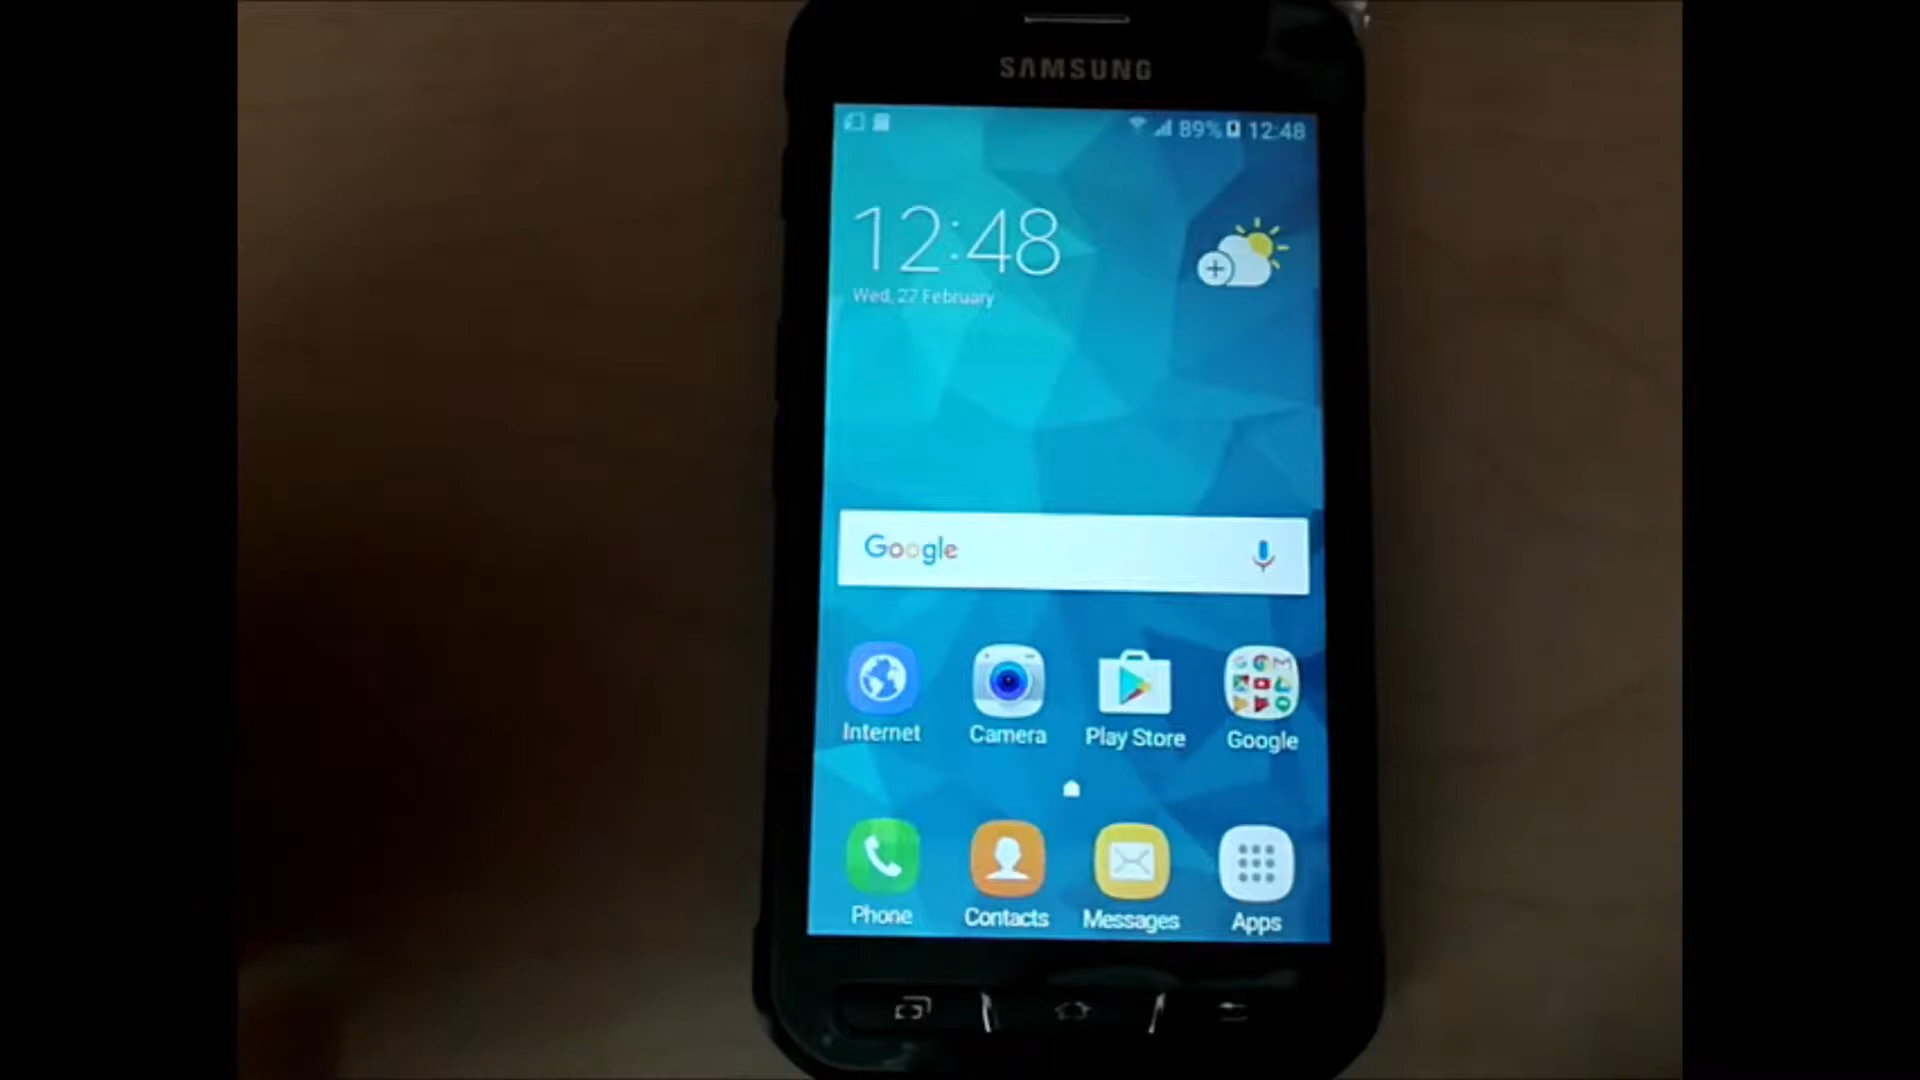 SAMSUNG
89% 12:48
12:48
Wed, 27 February
Google
Internet Camera Play Store Google
Phone Contacts Messages Apps